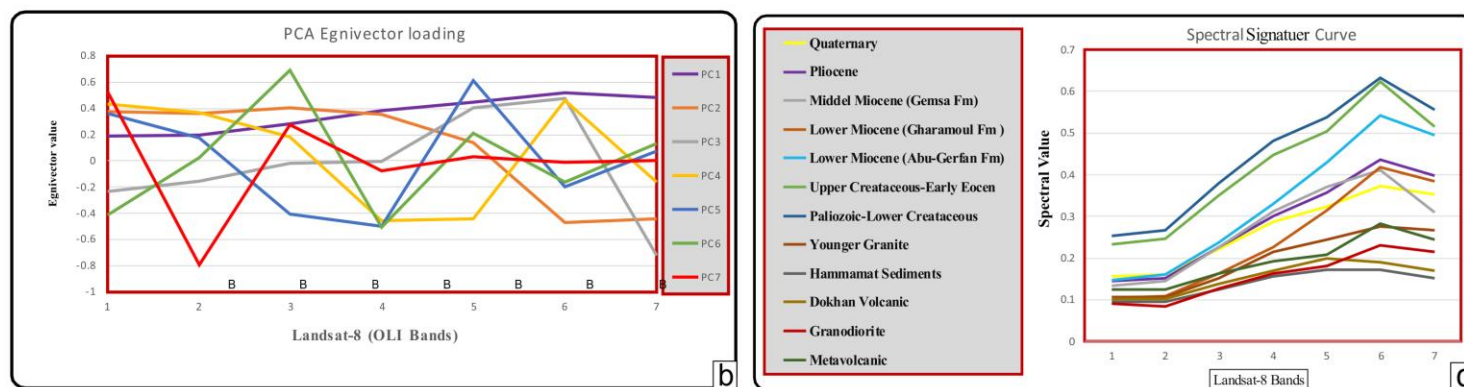 PCA Egnivector loading
Egnivector value
0.8
0.6
0.4
0.2
0
-0.2
-0.4
-0.6
-0.8
-1
B B B B B B B
1 2 3 4 5 6 7
Landsat-8 (OLI Bands)
PC1
PC2
PC3
PC4
PC5
PC6
PC7
b
Quaternary
Pliocene
Middel Miocene (Gemsa Fm)
Lower Miocene (Gharamoul Fm )
Lower Miocene (Abu-Gerfan Fm)
Upper Creataceous-Early Eocen
Paliozoic-Lower Creataceous
Younger Granite
Hammamat Sediments
Dokhan Volcanic
Granodiorite
Metavolcanic
Spectral Signatuer Curve
Spectral Value
0.7
0.6
0.5
0.4
0.3
0.2
0.1
0
1 2 3 4 5 6 7
Landsat-8 Bands